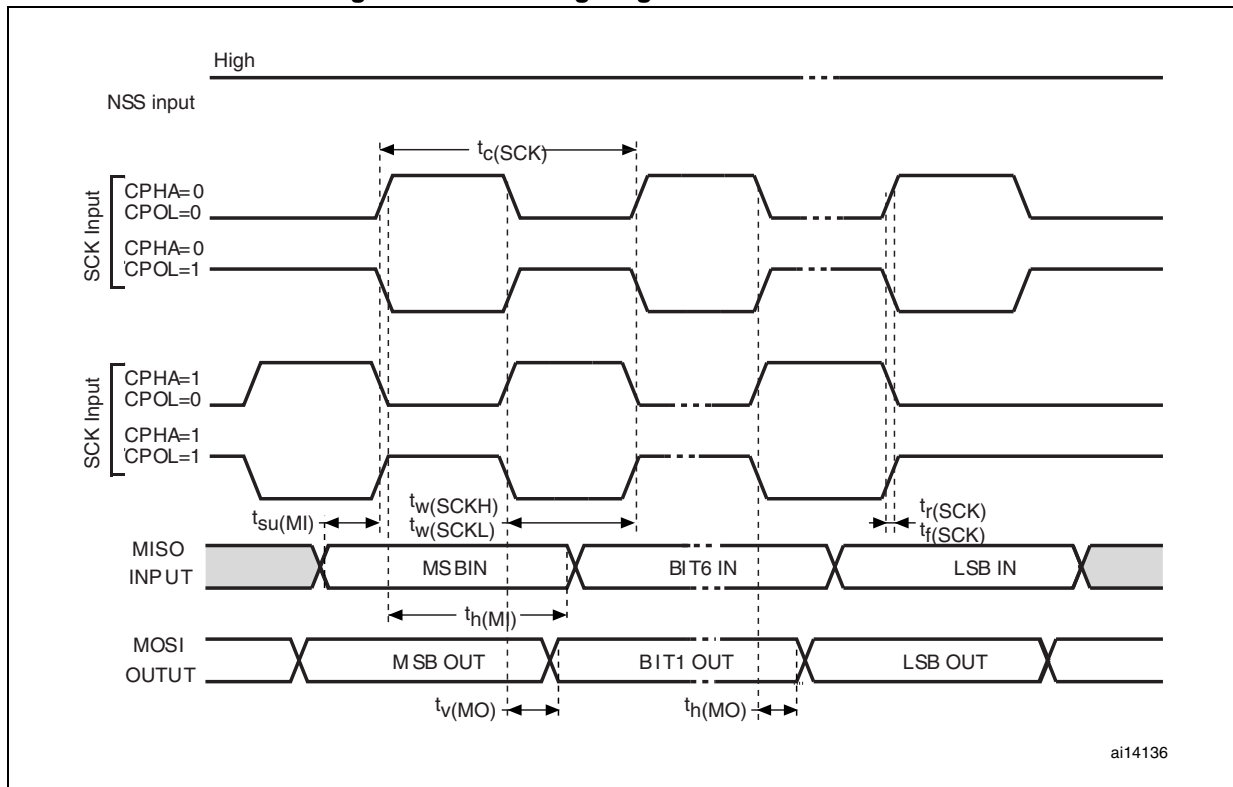 High
NSS input
tc(SCK)
SCK Input
CPHA=0
CPOL=0
CPHA=0
CPOL=1
SCK Input
CPHA=1
CPOL=0
CPHA=1
CPOL=1
tsu(MI)
tw(SCKH)
tw(SCKL)
tr(SCK)
tf(SCK)
MISO
INPUT
MSBIN
BIT6 IN
LSB IN
th(MI)
MOSI
OUTUT
MSB OUT
BIT1 OUT
LSB OUT
tv(MO)
th(MO)
ai14136